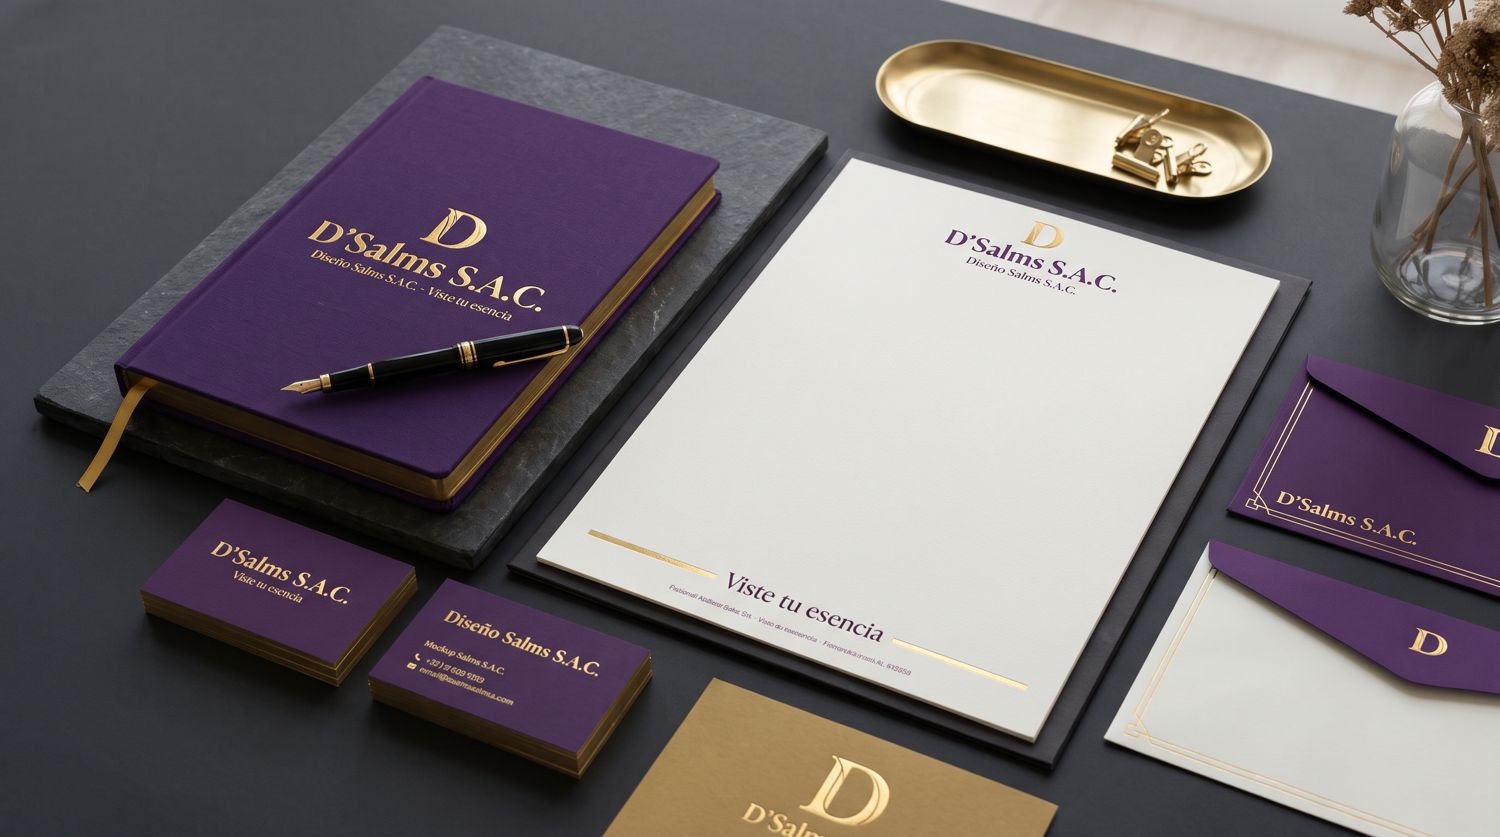 D
D'Salms S.A.C.
Diseño Salms S.A.C. - Viste tu esencia
D
D'Salms S.A.C.
Diseño Salms S.A.C.
Viste tu esencia
D'Salms S.A.C.
Viste tu esencia
Diseño Salms S.A.C.
Mockup Salms S.A.C.
D
D'Salms S.A.C.
D
D